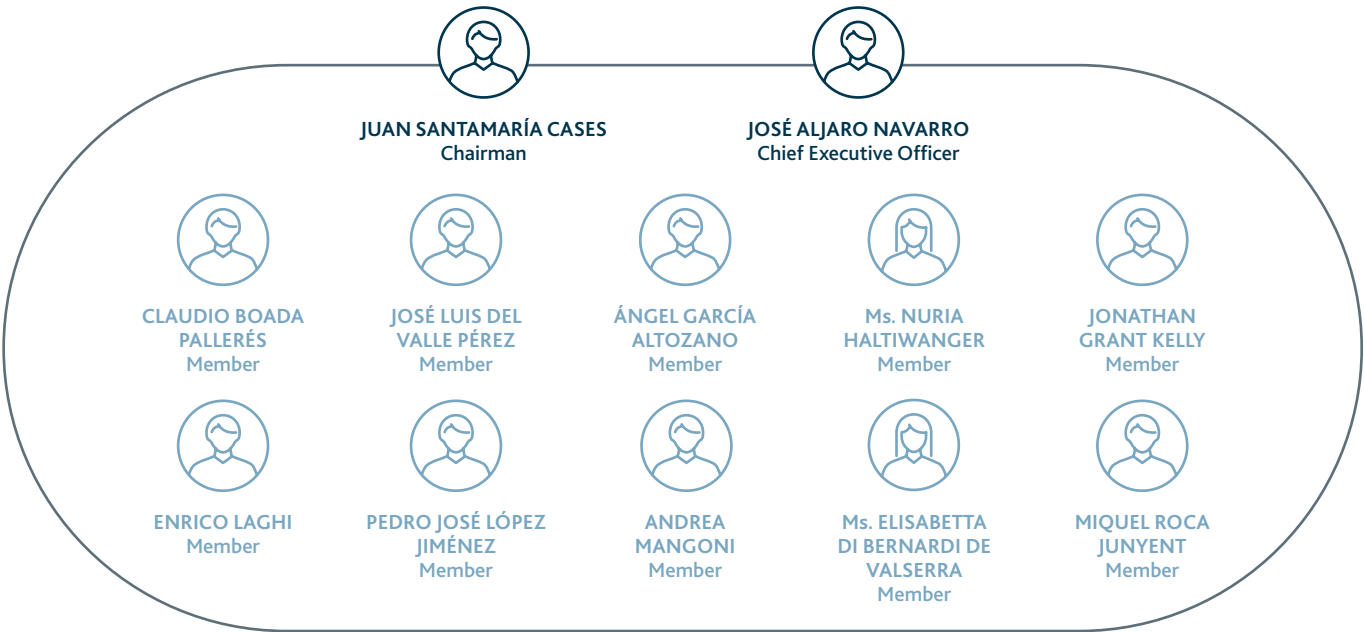 JUAN SANTAMARÍA CASES
Chairman
JOSÉ ALJARO NAVARRO
Chief Executive Officer
CLAUDIO BOADA
PALLERÉS
Member
JOSÉ LUIS DEL
VALLE PÉREZ
Member
ÁNGEL GARCÍA
ALTOZANO
Member
Ms. NURIA
HALTIWANGER
Member
JONATHAN
GRANT KELLY
Member
ENRICO LAGHI
Member
PEDRO JOSÉ LÓPEZ
JIMÉNEZ
Member
ANDREA
MANGONI
Member
Ms. ELISABETTA
DI BERNARDI DE
VALSERRA
Member
MIQUEL ROCA
JUNYENT
Member